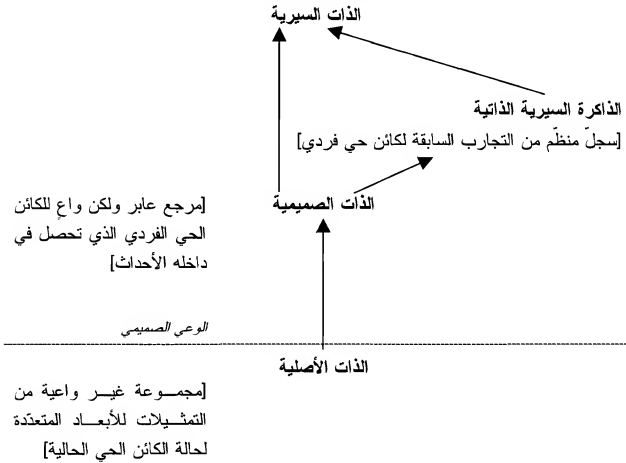 الذات السيرية
الذاكرة السيرية الذاتية
[سجلّ منظّم من التجارب السابقة لكائن حي فردي]
الذات الصميمية
[مرجع عابر ولكن واعٍ للكائن
الحي الفردي الذي تحصل في
داخله الأحداث]
الوعي الصميمي
الذات الأصلية
[مجموعة غير واعية من
التمثيلات للأبعاد المتعدّدة
لحالة الكائن الحي الحالية]